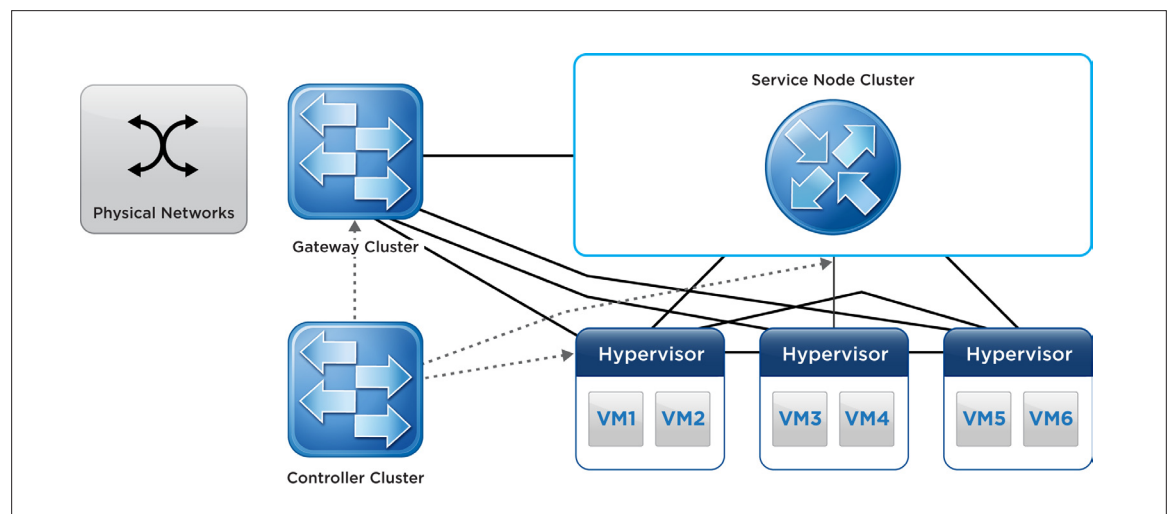 Service Node Cluster
Physical Networks
Gateway Cluster
Hypervisor
Hypervisor
Hypervisor
VM1 VM2
VM3 VM4
VM5 VM6
Controller Cluster